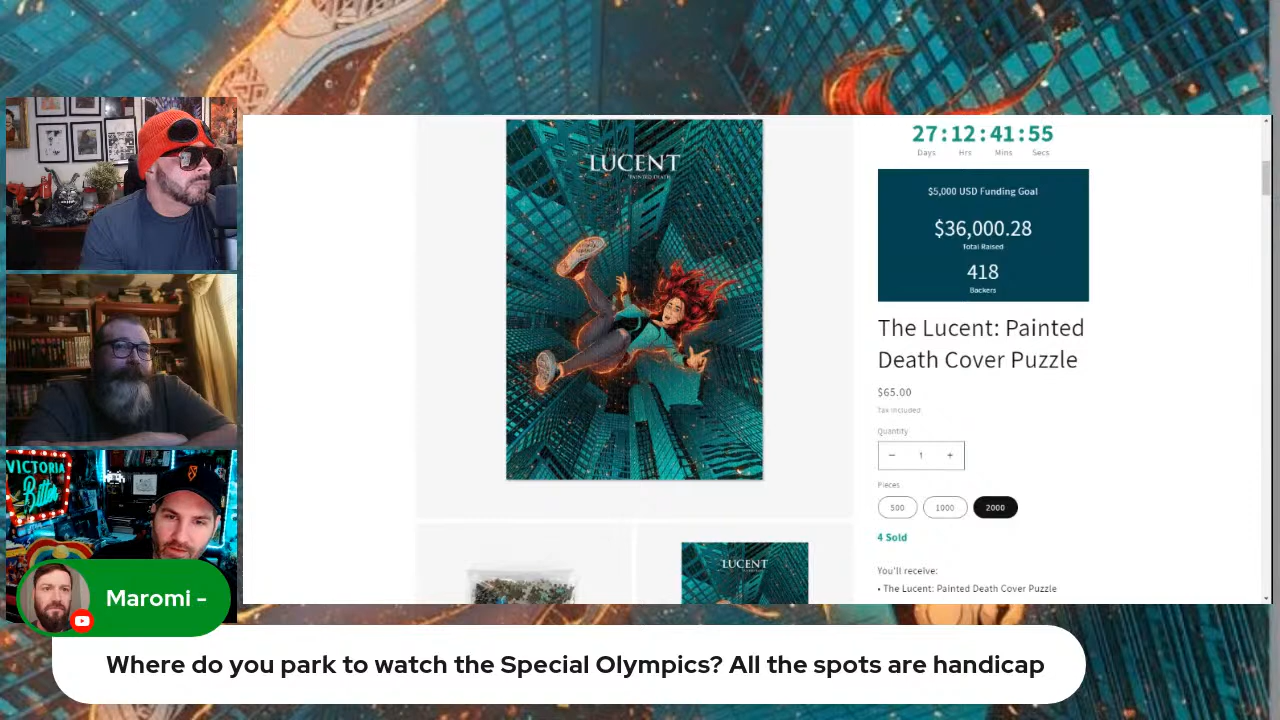 LUCENT
PAINTED DEATH
27:12:41:55
Days Hrs Mins Secs
$5,000 USD Funding Goal
$36,000.28
Total Raised
418
Backers
The Lucent: Painted
Death Cover Puzzle
$65.00
Tax included
Quantity
− 1 +
Pieces
500 1000 2000
4 Sold
You'll receive:
• The Lucent: Painted Death Cover Puzzle
LUCENT
VICTORIA
Bitter
Maromi -
Where do you park to watch the Special Olympics? All the spots are handicap